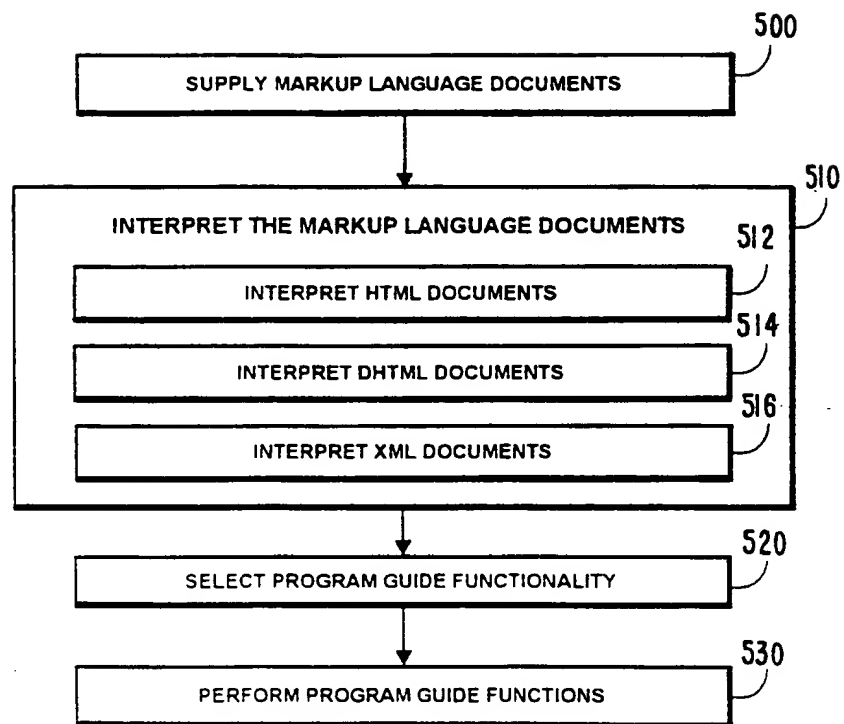 500
SUPPLY MARKUP LANGUAGE DOCUMENTS
510
INTERPRET THE MARKUP LANGUAGE DOCUMENTS
512
INTERPRET HTML DOCUMENTS
514
INTERPRET DHTML DOCUMENTS
516
INTERPRET XML DOCUMENTS
520
SELECT PROGRAM GUIDE FUNCTIONALITY
530
PERFORM PROGRAM GUIDE FUNCTIONS